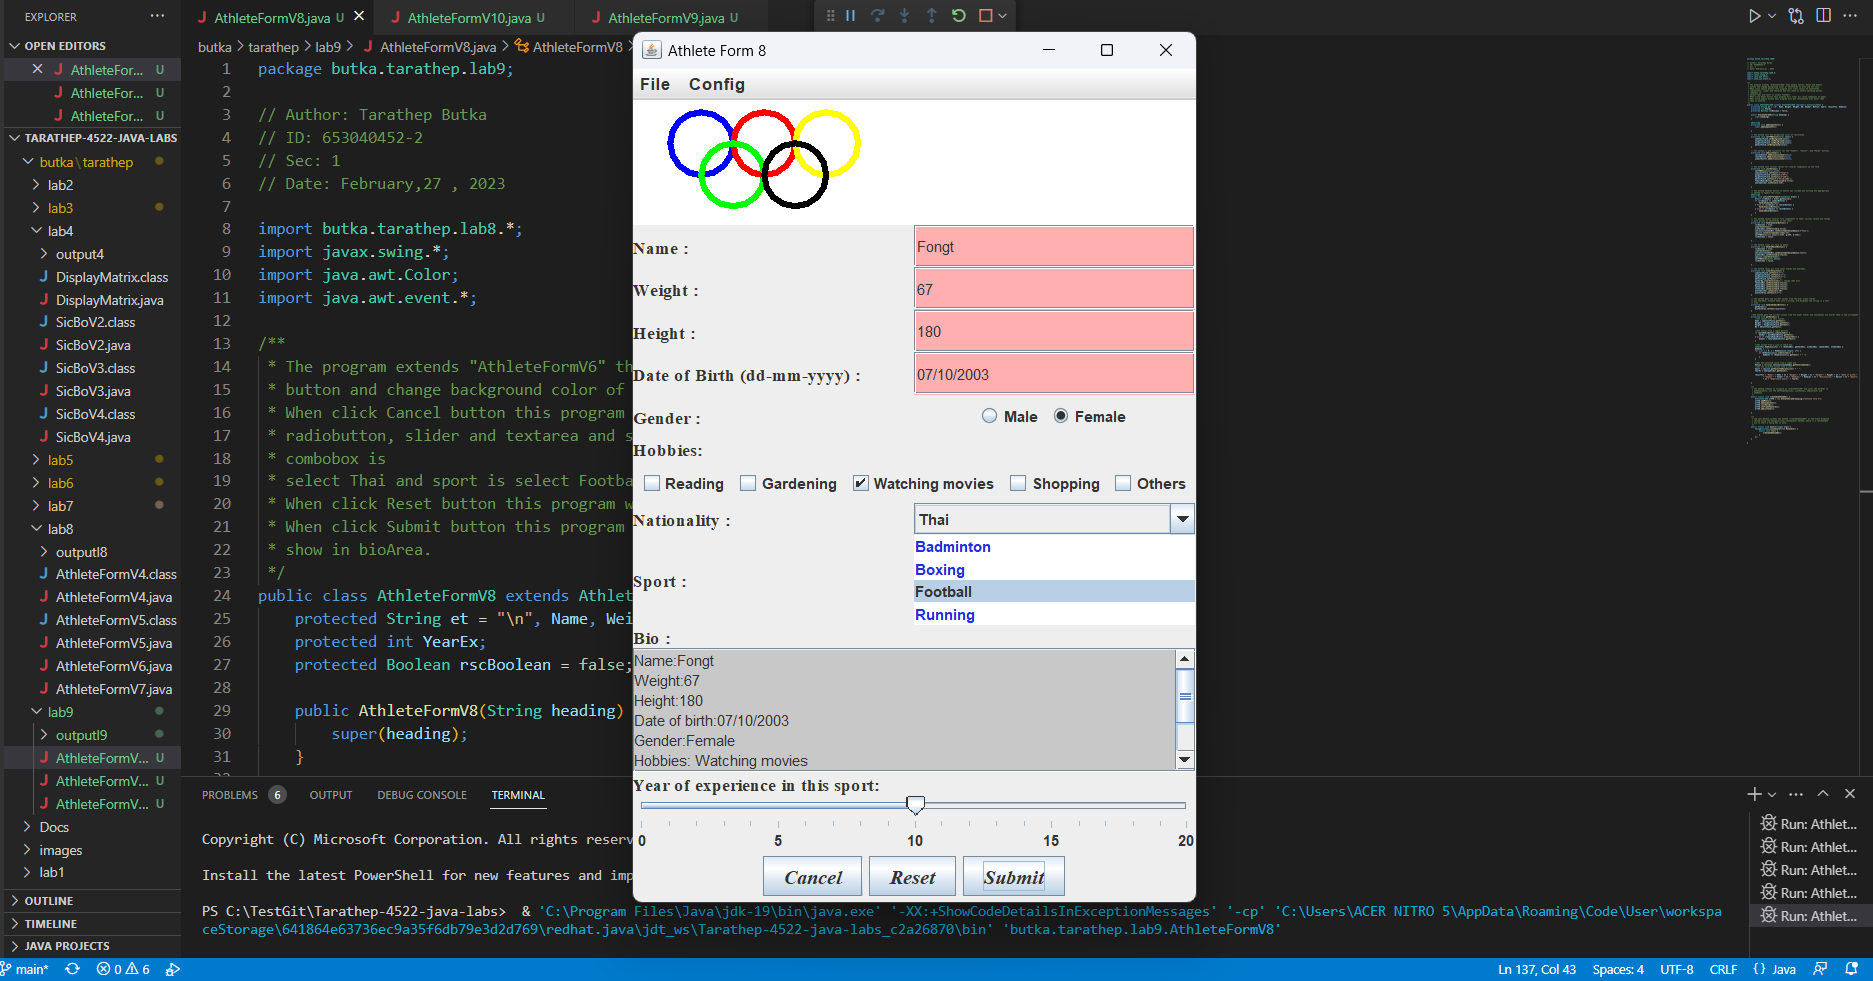 EXPLORER
OPEN EDITORS
AthleteFor... U
AthleteFor... U
AthleteFor... U
TARATHEP-4522-JAVA-LABS
butka\tarathep
lab2
lab3
lab4
output4
DisplayMatrix.class
DisplayMatrix.java
SicBoV2.class
SicBoV2.java
SicBoV3.class
SicBoV3.java
SicBoV4.class
SicBoV4.java
lab5
lab6
lab7
lab8
outputl8
AthleteFormV4.class
AthleteFormV4.java
AthleteFormV5.class
AthleteFormV5.java
AthleteFormV6.java
AthleteFormV7.java
lab9
outputl9
AthleteFormV... U
AthleteFormV... U
AthleteFormV... U
Docs
images
lab1
OUTLINE
TIMELINE
JAVA PROJECTS
AthleteFormV8.java U
AthleteFormV10.java U
AthleteFormV9.java U
butka > tarathep > lab9 > AthleteFormV8.java > AthleteFormV8
1 package butka.tarathep.lab9;
2
3 // Author: Tarathep Butka
4 // ID: 653040452-2
5 // Sec: 1
6 // Date: February,27 , 2023
7
8 import butka.tarathep.lab8.*;
9 import javax.swing.*;
10 import java.awt.Color;
11 import java.awt.event.*;
12
13 /**
14 * The program extends "AthleteFormV6" th
15 * button and change background color of
16 * When click Cancel button this program
17 * radiobutton, slider and textarea and s
18 * combobox is
19 * select Thai and sport is select Footba
20 * When click Reset button this program w
21 * When click Submit button this program
22 * show in bioArea.
23 */
24 public class AthleteFormV8 extends Athlet
25 protected String et = "\n", Name, Wei
26 protected int YearEx;
27 protected Boolean rscBoolean = false;
28
29 public AthleteFormV8(String heading)
30 super(heading);
31 }
Athlete Form 8
File Config
Name : Fongt
Weight : 67
Height : 180
Date of Birth (dd-mm-yyyy) : 07/10/2003
Gender : Male Female
Hobbies:
Reading Gardening Watching movies Shopping Others
Nationality : Thai
Sport :
Badminton
Boxing
Football
Running
Bio :
Name:Fongt
Weight:67
Height:180
Date of birth:07/10/2003
Gender:Female
Hobbies: Watching movies
Year of experience in this sport:
0 5 10 15 20
Cancel Reset Submit
PROBLEMS 6 OUTPUT DEBUG CONSOLE TERMINAL
Copyright (C) Microsoft Corporation. All rights reserv
Install the latest PowerShell for new features and imp
PS C:\TestGit\Tarathep-4522-java-labs> & 'C:\Program Files\Java\jdk-19\bin\java.exe' '-XX:+ShowCodeDetailsInExceptionMessages' '-cp' 'C:\Users\ACER NITRO 5\AppData\Roaming\Code\User\workspa
ceStorage\641864e63736ec9a35f6db79e3d2d769\redhat.java\jdt_ws\Tarathep-4522-java-labs_c2a26870\bin' 'butka.tarathep.lab9.AthleteFormV8'
Run: Athlet...
Run: Athlet...
Run: Athlet...
Run: Athlet...
Run: Athlet...
main* 0 6
Ln 137, Col 43 Spaces: 4 UTF-8 CRLF {} Java